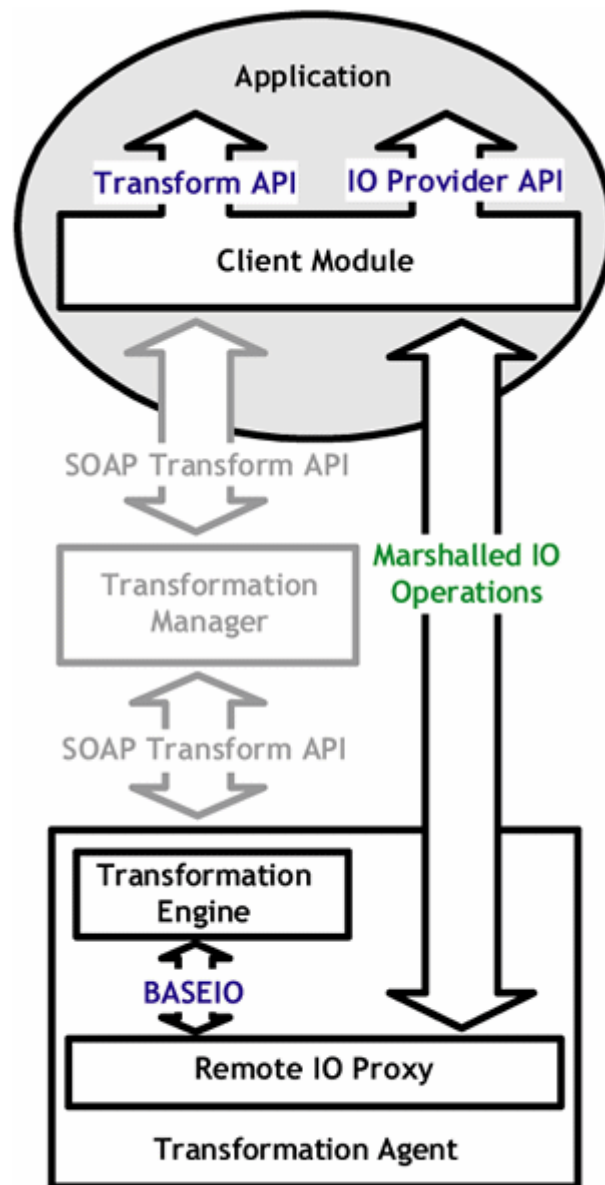 Application
Transform API
IO Provider API
Client Module
SOAP Transform API
Marshalled IO
Operations
Transformation
Manager
SOAP Transform API
Transformation
Engine
BASEIO
Remote IO Proxy
Transformation Agent